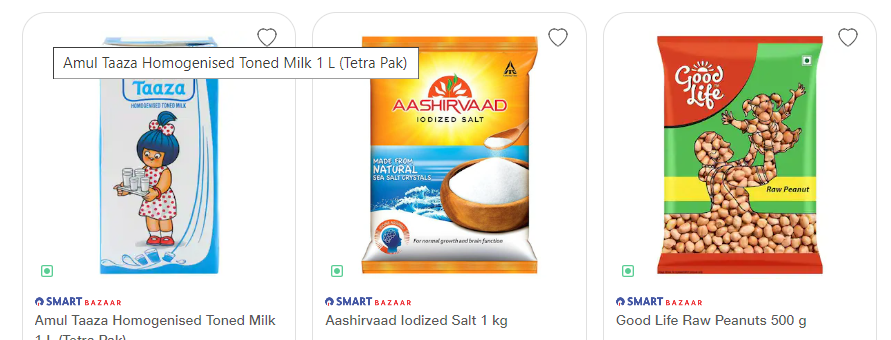 Amul Taaza Homogenised Toned Milk 1 L (Tetra Pak)
Taaza
HOMOGENISED TONED MILK
AASHIRVAAD
IODIZED SALT
MADE FROM
NATURAL
SEA SALT CRYSTALS
For normal growth and brain function
Good
Life
Raw Peanut
SMART BAZAAR
Amul Taaza Homogenised Toned Milk
1 L (Tetra Pak)
SMART BAZAAR
Aashirvaad Iodized Salt 1 kg
SMART BAZAAR
Good Life Raw Peanuts 500 g